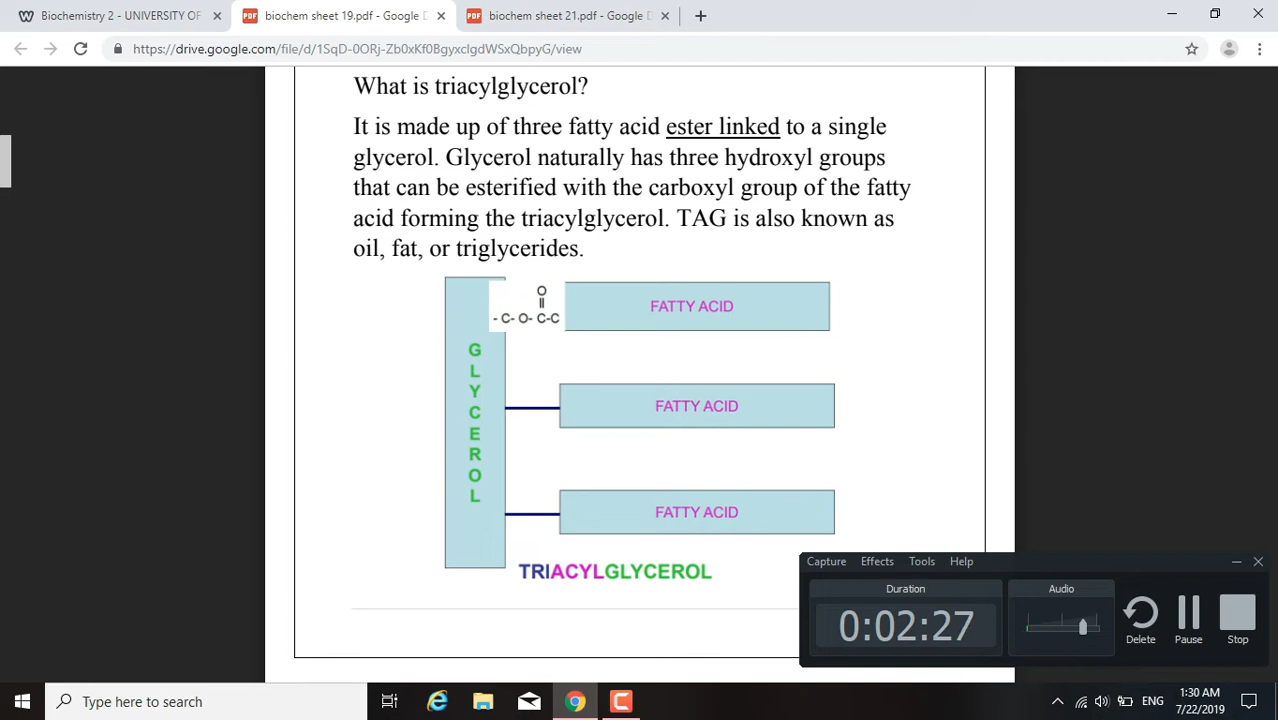 Biochemistry 2 - UNIVERSITY OF
biochem sheet 19.pdf - Google D
biochem sheet 21.pdf - Google D
https://drive.google.com/file/d/1SqD-0ORj-Zb0xKf0BgyxclgdWSxQbpyG/view
What is triacylglycerol?
It is made up of three fatty acid ester linked to a single
glycerol. Glycerol naturally has three hydroxyl groups
that can be esterified with the carboxyl group of the fatty
acid forming the triacylglycerol. TAG is also known as
oil, fat, or triglycerides.
O
- C- O- C-C
FATTY ACID
GLYCEROL
FATTY ACID
FATTY ACID
TRIACYLGLYCEROL
Capture Effects Tools Help
Duration Audio
0:02:27
Delete Pause Stop
Type here to search
ENG
1:30 AM
7/22/2019